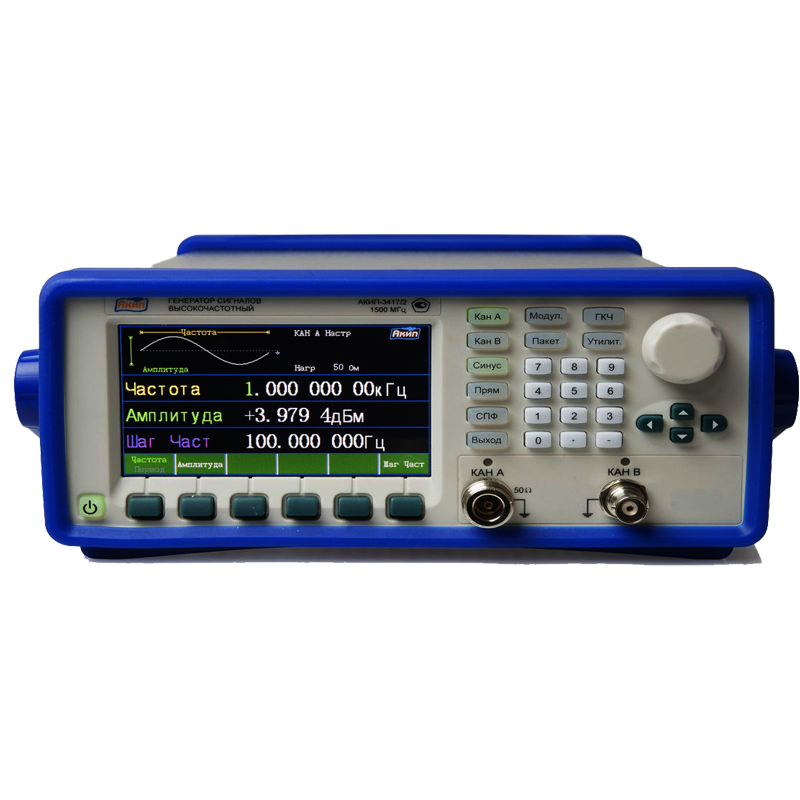 АКИП
ГЕНЕРАТОР СИГНАЛОВ
ВЫСОКОЧАСТОТНЫЙ
АКИП-3417/2
1500 МГц
Частота
КАН А Настр
АКИП
Амплитуда
Нагр 50 Ом
Частота 1.000 000 00кГц
Амплитуда +3.979 4дБм
Шаг Част 100.000 000Гц
Частота
Период
Амплитуда
Шаг Част
Кан А Модул. ГКЧ
Кан В Пакет Утилит.
Синус 7 8 9
Прям 4 5 6
СПФ 1 2 3
Выход 0 · -
КАН А
50Ω
КАН В